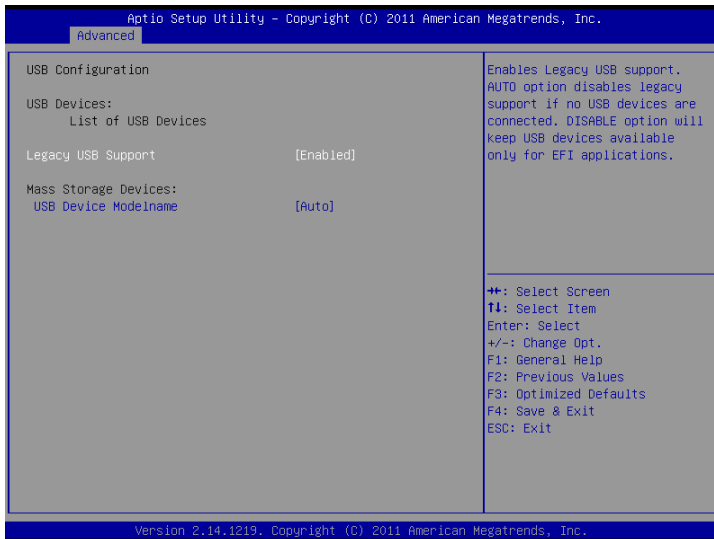 Aptio Setup Utility – Copyright (C) 2011 American Megatrends, Inc.
Advanced
USB Configuration
USB Devices:
List of USB Devices
Legacy USB Support [Enabled]
Mass Storage Devices:
USB Device Modelname [Auto]
Enables Legacy USB support.
AUTO option disables legacy
support if no USB devices are
connected. DISABLE option will
keep USB devices available
only for EFI applications.
→←: Select Screen
↑↓: Select Item
Enter: Select
+/-: Change Opt.
F1: General Help
F2: Previous Values
F3: Optimized Defaults
F4: Save & Exit
ESC: Exit
Version 2.14.1219. Copyright (C) 2011 American Megatrends, Inc.